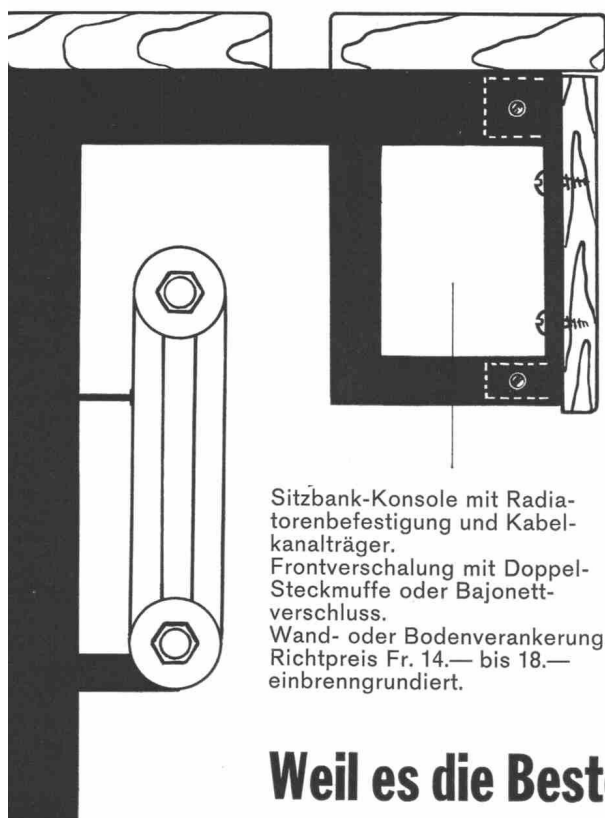 Sitzbank-Konsole mit Radia-
torenbefestigung und Kabel-
kanalträger.
Frontverschalung mit Doppel-
Steckmuffe oder Bajonett-
verschluss.
Wand- oder Bodenverankerung
Richtpreis Fr. 14.— bis 18.—
einbrenngrundiert.
Weil es die Beste